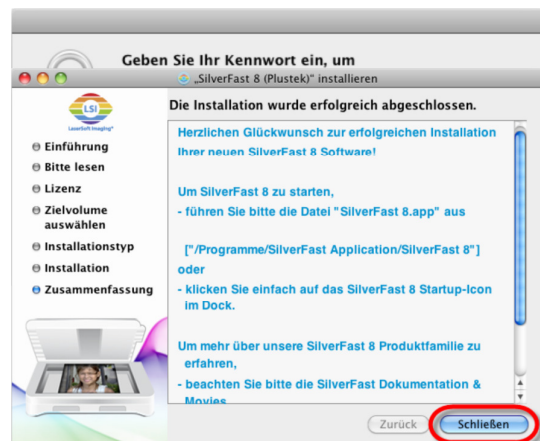 Geben Sie Ihr Kennwort ein, um
„SilverFast 8 (Plustek)“ installieren
LSI
LaserSoft Imaging
Einführung
Bitte lesen
Lizenz
Zielvolume
auswählen
Installationstyp
Installation
Zusammenfassung
Die Installation wurde erfolgreich abgeschlossen.
Herzlichen Glückwunsch zur erfolgreichen Installation
Ihrer neuen SilverFast 8 Software!
Um SilverFast 8 zu starten,
- führen Sie bitte die Datei "SilverFast 8.app" aus
["/Programme/SilverFast Application/SilverFast 8"]
oder
- klicken Sie einfach auf das SilverFast 8 Startup-Icon
im Dock.
Um mehr über unsere SilverFast 8 Produktfamilie zu
erfahren,
- beachten Sie bitte die SilverFast Dokumentation &
Movies
Zurück
Schließen